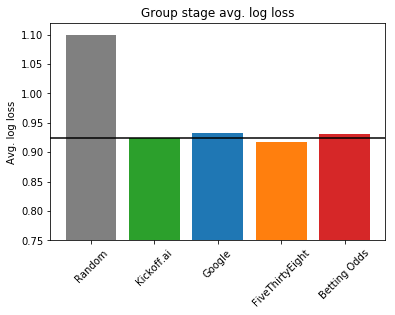 Group stage avg. log loss
Avg. log loss
1.10
1.05
1.00
0.95
0.90
0.85
0.80
0.75
Random
Kickoff.ai
Google
FiveThirtyEight
Betting Odds